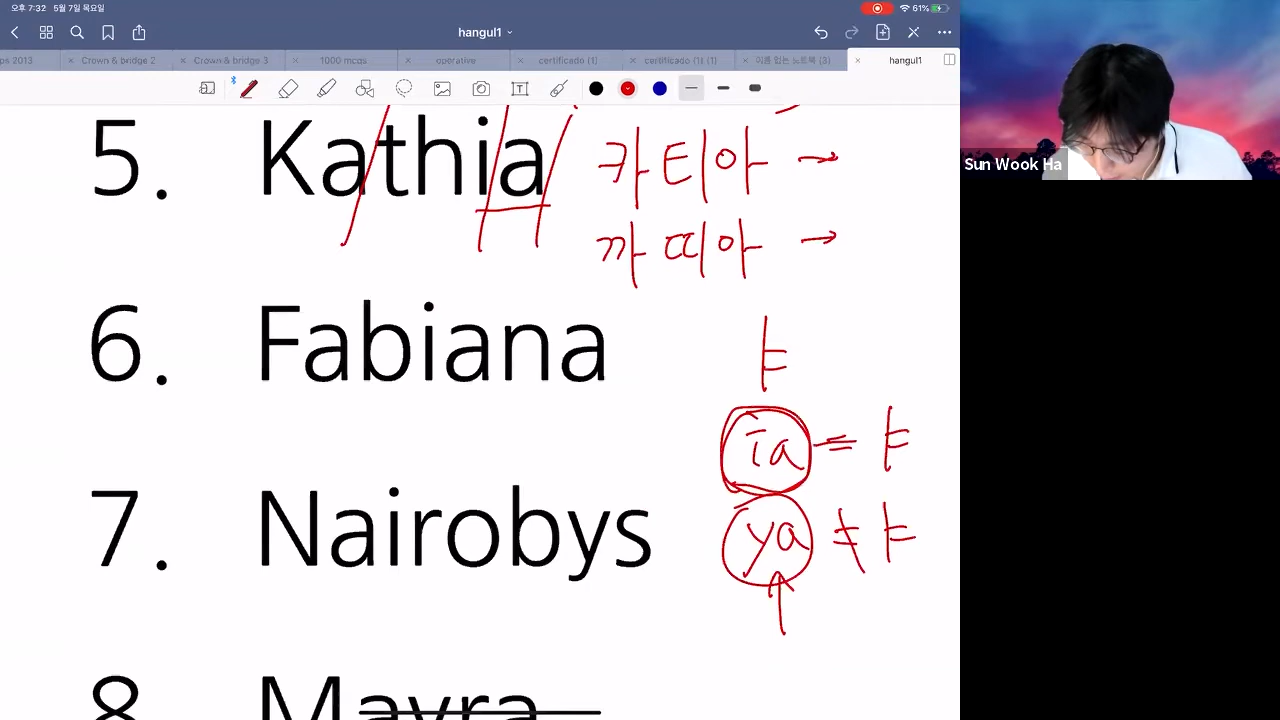 오후 7:32 5월 7일 목요일
61%
hangul1
ps 2013
Crown & bridge 2
Crown & bridge 3
1000 mcqs
operative
certificado (1)
certificado (1) (1)
이름 없는 노트북 (3)
hangul1
Sun Wook Ha
5. Kathia 카티아 →
까띠아 →
6. Fabiana
ㅑ
ia = ㅑ
7. Nairobys
ya ≠ ㅑ
8. Mayra